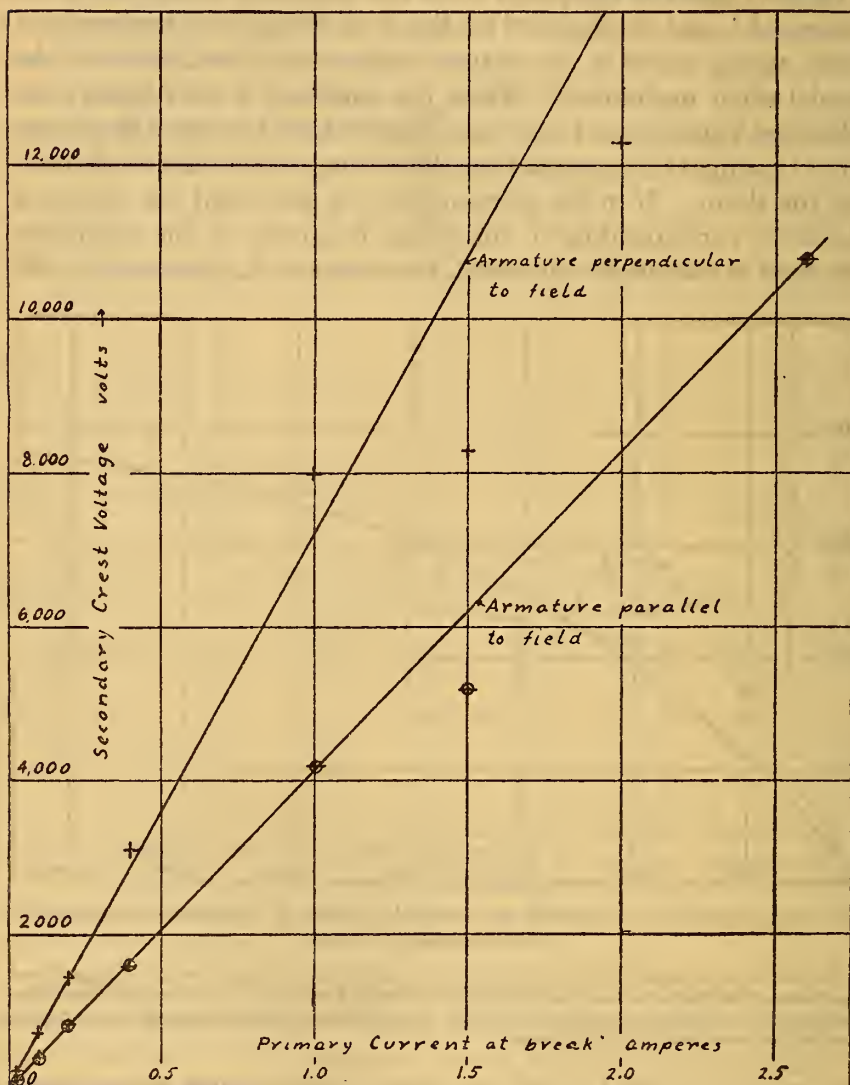 12,000
Armature perpendicular
to field
10,000
Secondary Crest Voltage volts →
8.000
6,000
Armature parallel
to field
4,000
2000
Primary Current at break amperes
0
0.5
1.0
1.5
2.0
2.5